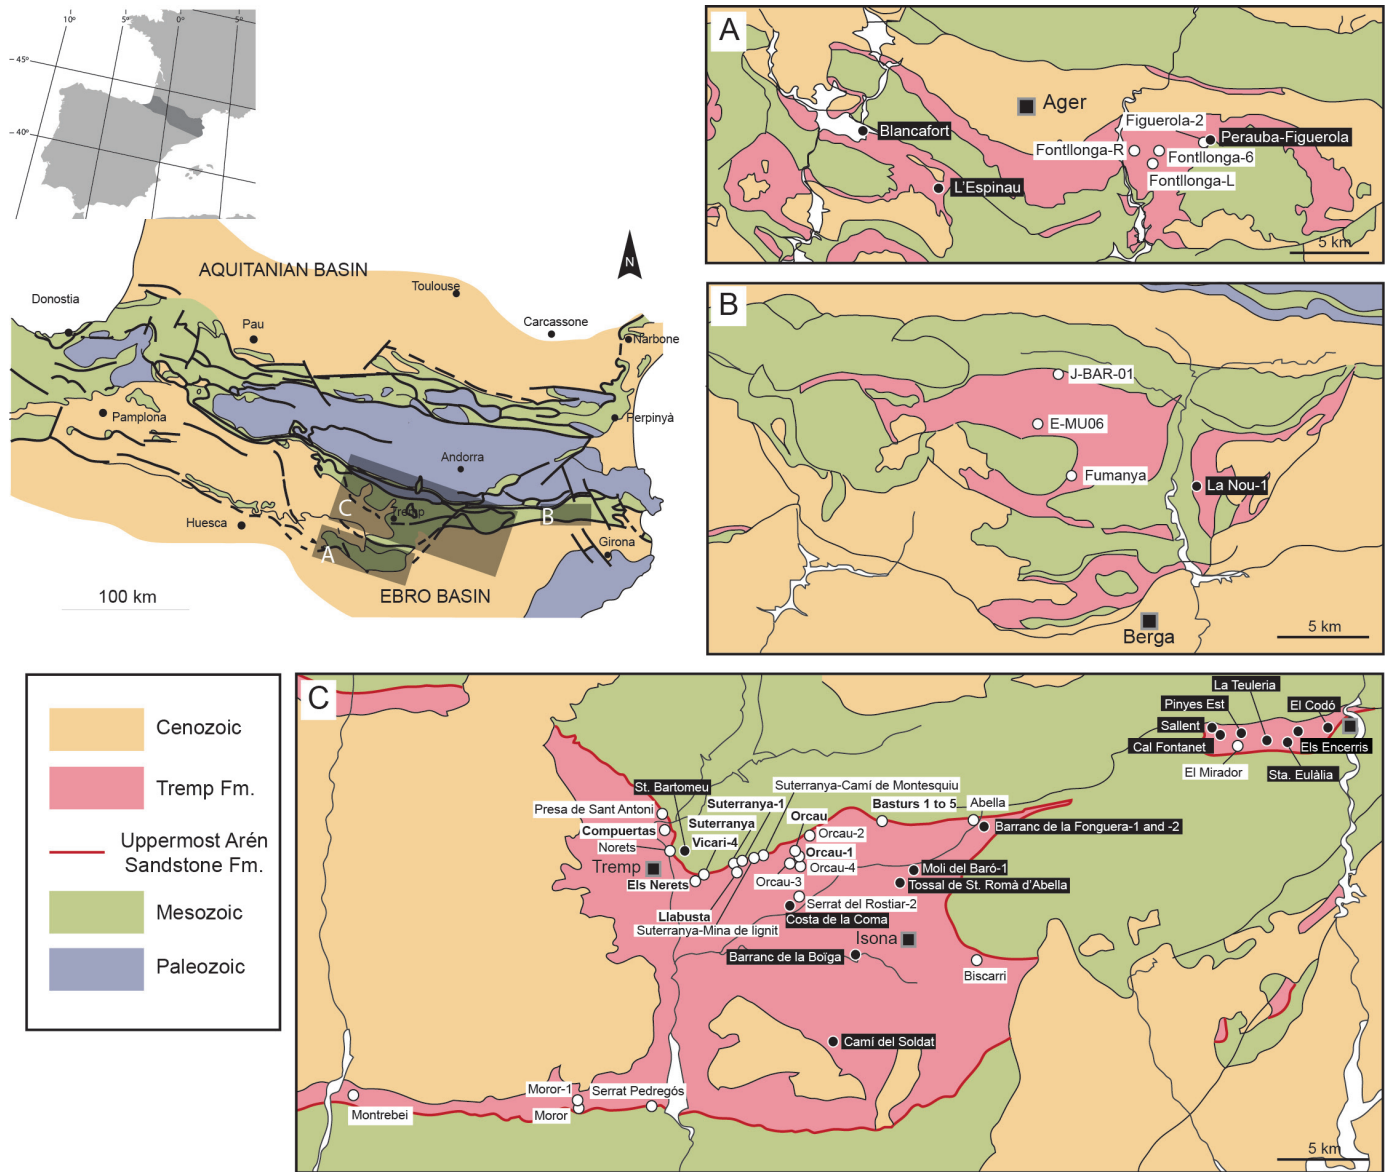 10º
5º
0º
5º
45º
40º
AQUITANIAN BASIN
N
Donostia
Toulouse
Pau
Carcassone
Narbone
Pamplona
Perpinyà
Andorra
C
Tremp
B
Huesca
A
Girona
100 km
EBRO BASIN
A
Ager
Blancafort
Figuerola-2
Perauba-Figuerola
Fontllonga-R
Fontllonga-6
Fontllonga-L
L'Espinau
5 km
B
J-BAR-01
E-MU06
Fumanya
La Nou-1
Berga
5 km
Cenozoic
Tremp Fm.
Uppermost Arén
Sandstone Fm.
Mesozoic
Paleozoic
C
La Teuleria
Pinyes Est
El Codó
Sallent
Cal Fontanet
Els Encerris
El Mirador
Sta. Eulàlia
St. Bartomeu
Suterranya-Camí de Montesquiu
Presa de Sant Antoni
Suterranya-1
Basturs 1 to 5
Abella
Compuertas
Suterranya
Orcau
Barranc de la Fonguera-1 and -2
Norets
Vicari-4
Orcau-2
Tremp
Orcau-1
Orcau-4
Moli del Baró-1
Els Nerets
Orcau-3
Tossal de St. Romà d'Abella
Llabusta
Serrat del Rostiar-2
Suterranya-Mina de lignit
Costa de la Coma
Isona
Barranc de la Boïga
Biscarri
Camí del Soldat
Moror-1
Serrat Pedregós
Montrebei
Moror
5 km